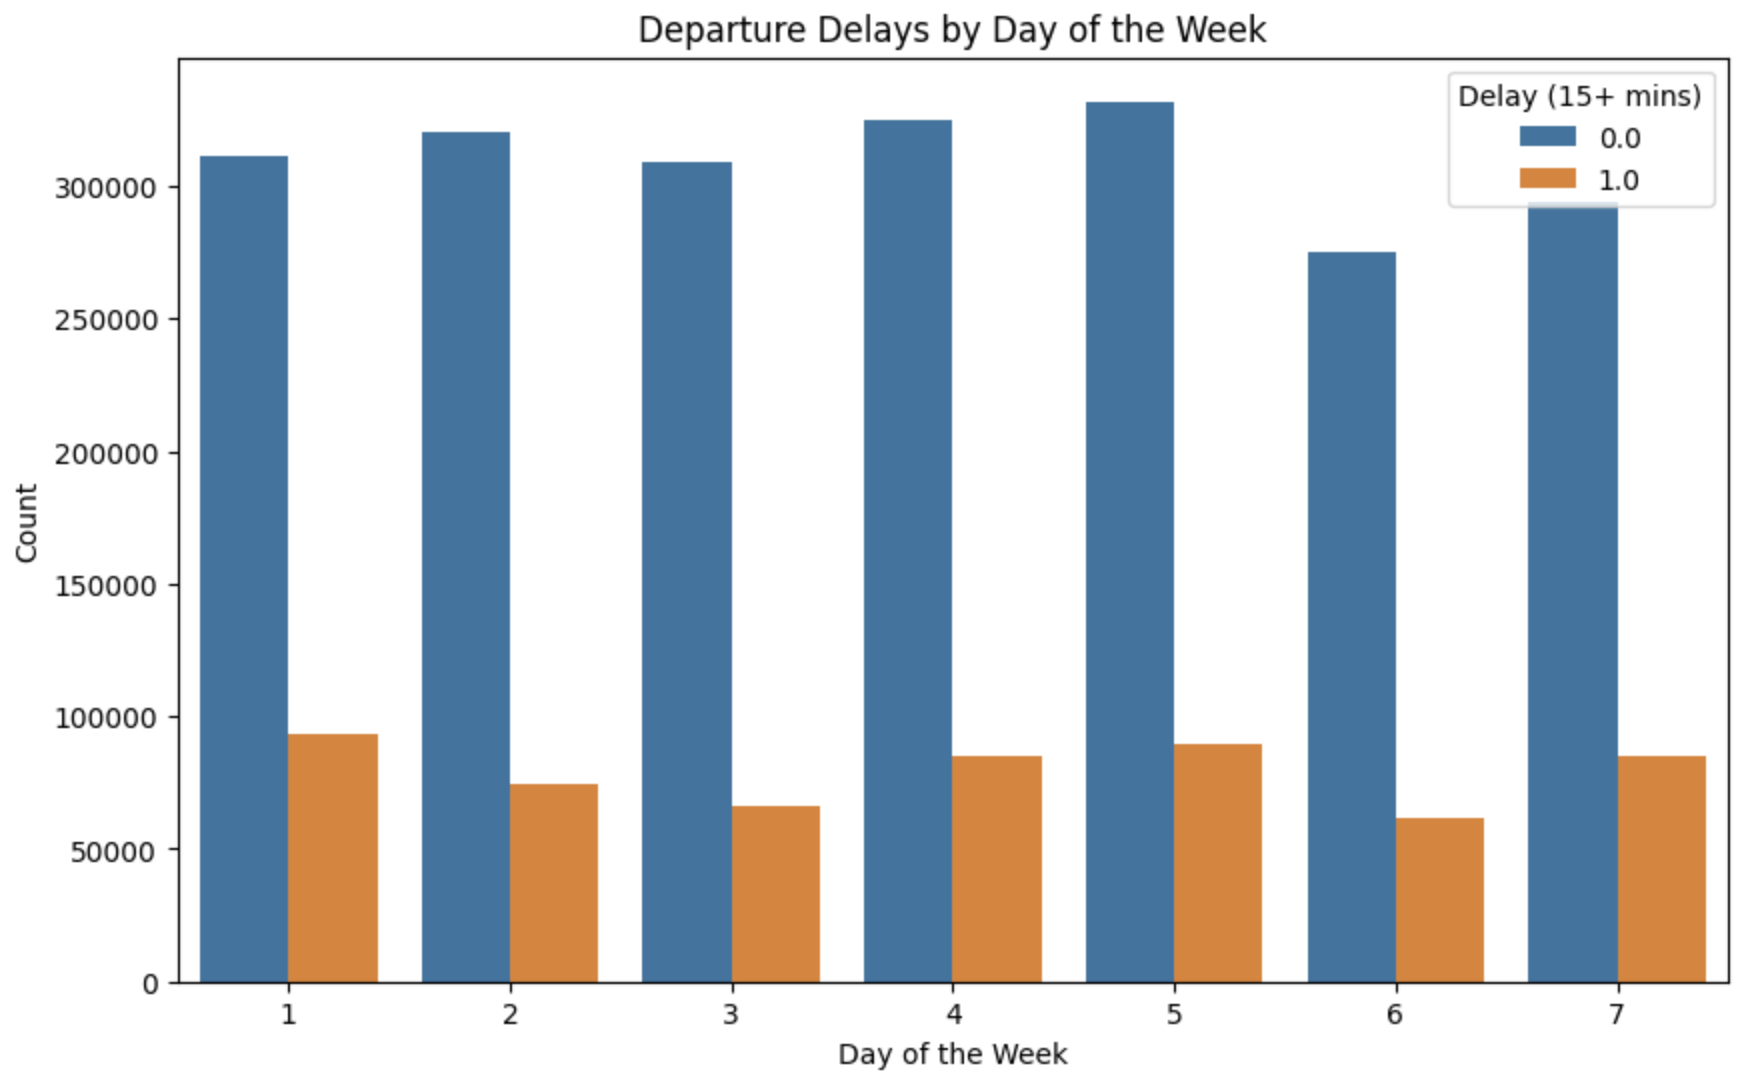 Departure Delays by Day of the Week
Delay (15+ mins)
0.0
1.0
Count
300000
250000
200000
150000
100000
50000
0
1 2 3 4 5 6 7
Day of the Week